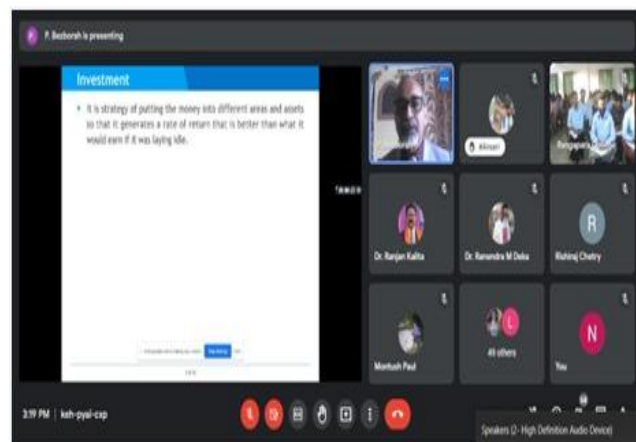 P. Bezborah is presenting
Investment
It is strategy of putting the money into different areas and assets
so that it generates a rate of return that is better than what it
would earn if it was laying idle.
Rangapara
Dr. Ranjan Kalita
Dr. Ranendra M Deka
R
Rishiraj Chetry
Montush Paul
L
49 others
N
You
3:19 PM | keh-pyai-cxp
Speakers (2- High Definition Audio Device)